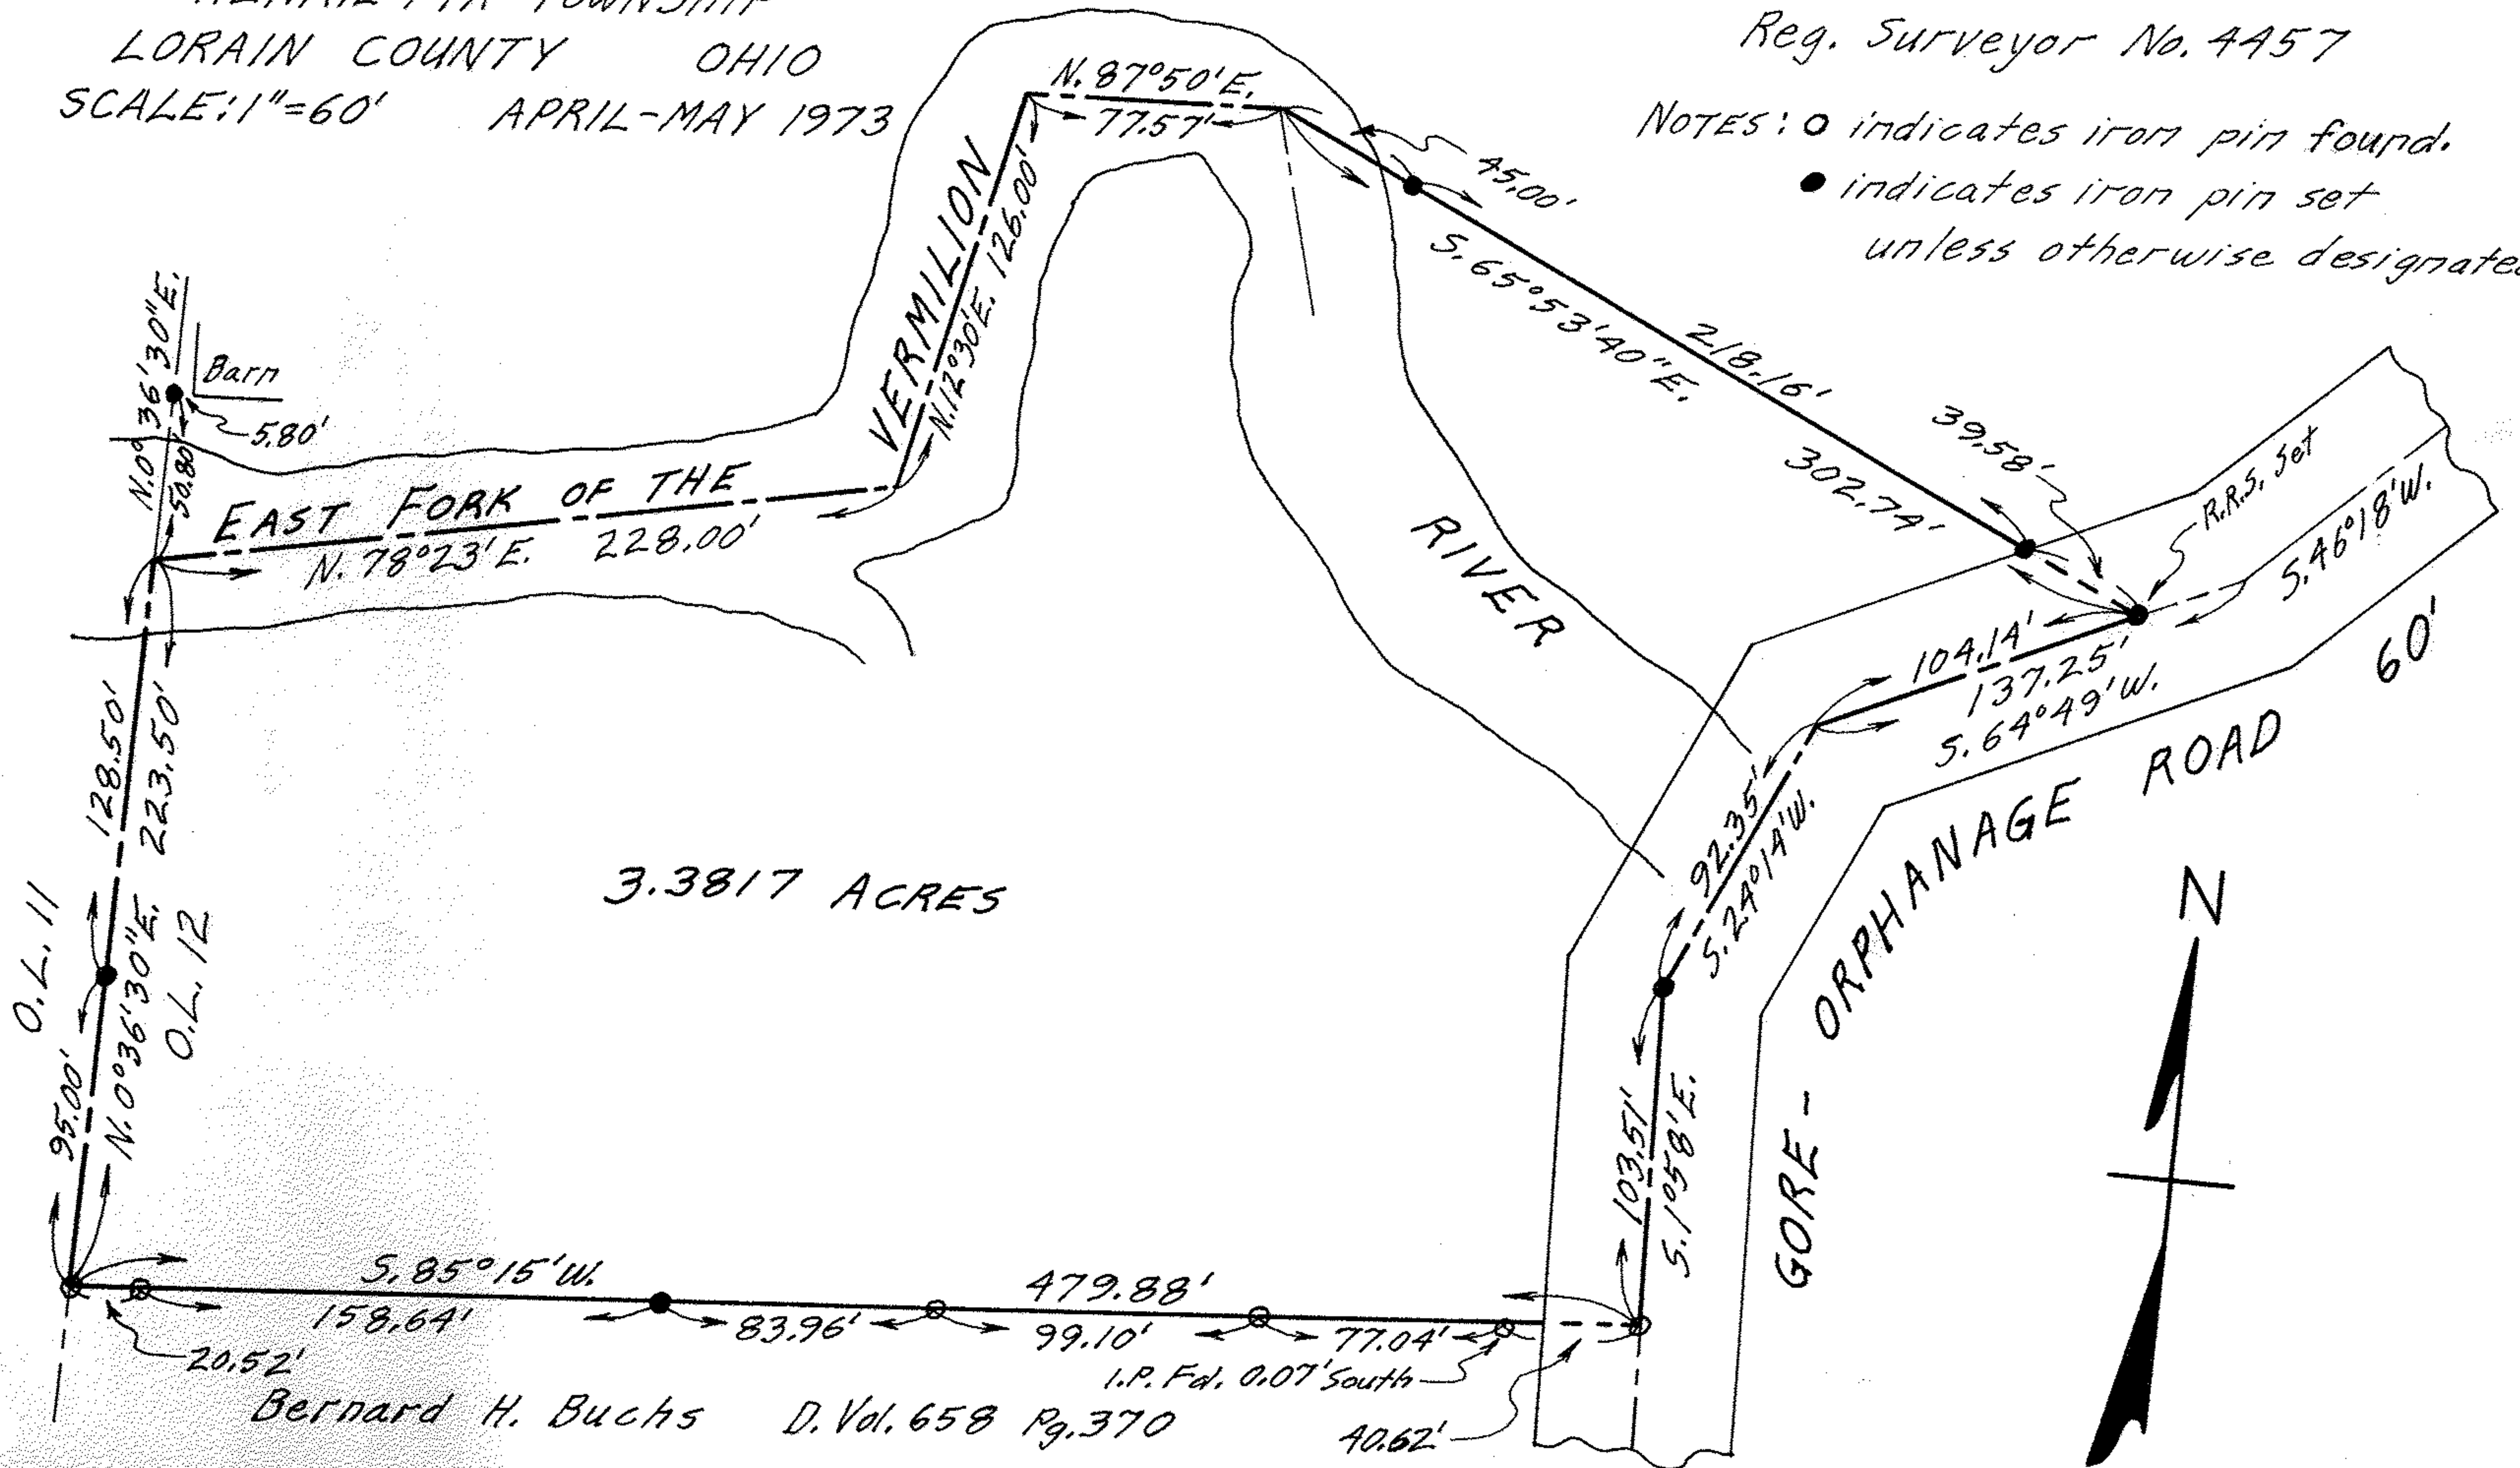 TOWNSHIP
LORAIN COUNTY OHIO
SCALE: 1"=60' APRIL-MAY 1973
Reg. Surveyor No. 4457
NOTES: o indicates iron pin found.
● indicates iron pin set
unless otherwise designated
N. 87°50'E.
77.57'
45.00'
VERMILION
N. 12°30'E. 126.00'
S. 65°53'40"E.
218.16'
302.74'
39.58'
R.R.S. Set
S. 46°18'W.
60'
N. 0°36'30"E.
Barn
5.80'
50.80'
EAST FORK OF THE
N. 78°23'E. 228.00'
RIVER
104.14'
137.25'
S. 64°49'W.
92.35'
S. 24°14'W.
GORE - ORPHANAGE ROAD
128.50'
223.50'
3.3817 ACRES
N
O.L. 11
O.L. 12
95.00'
N. 0°36'30"E.
103.51'
S. 1°58'E.
S. 85°15'W.
479.88'
158.64'
83.96'
99.10'
77.04'
20.52'
I.P. Fd. 0.07' South
40.62'
Bernard H. Buchs D. Vol. 658 Pg. 370